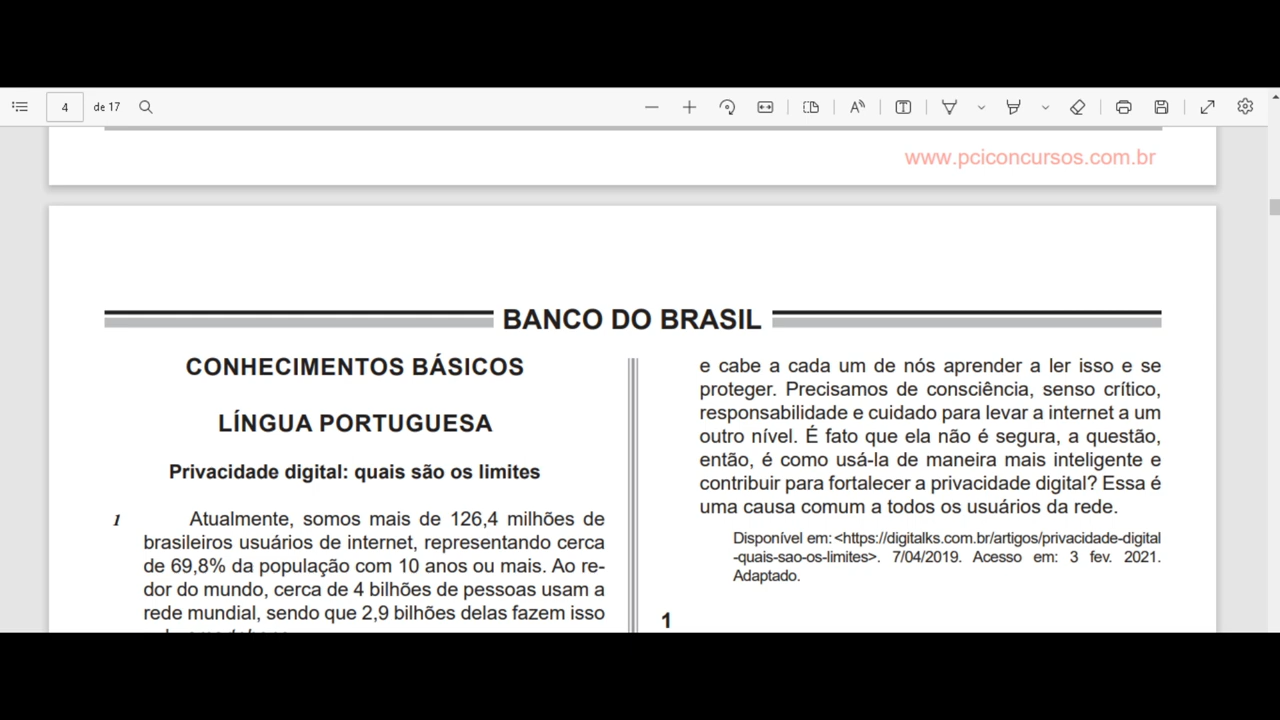 4 de 17
www.pciconcursos.com.br
BANCO DO BRASIL
CONHECIMENTOS BÁSICOS
LÍNGUA PORTUGUESA
Privacidade digital: quais são os limites
1 Atualmente, somos mais de 126,4 milhões de
brasileiros usuários de internet, representando cerca
de 69,8% da população com 10 anos ou mais. Ao re-
dor do mundo, cerca de 4 bilhões de pessoas usam a
rede mundial, sendo que 2,9 bilhões delas fazem isso
e cabe a cada um de nós aprender a ler isso e se
proteger. Precisamos de consciência, senso crítico,
responsabilidade e cuidado para levar a internet a um
outro nível. É fato que ela não é segura, a questão,
então, é como usá-la de maneira mais inteligente e
contribuir para fortalecer a privacidade digital? Essa é
uma causa comum a todos os usuários da rede.
Disponível em: <https://digitalks.com.br/artigos/privacidade-digital
-quais-sao-os-limites>. 7/04/2019. Acesso em: 3 fev. 2021.
Adaptado.
1